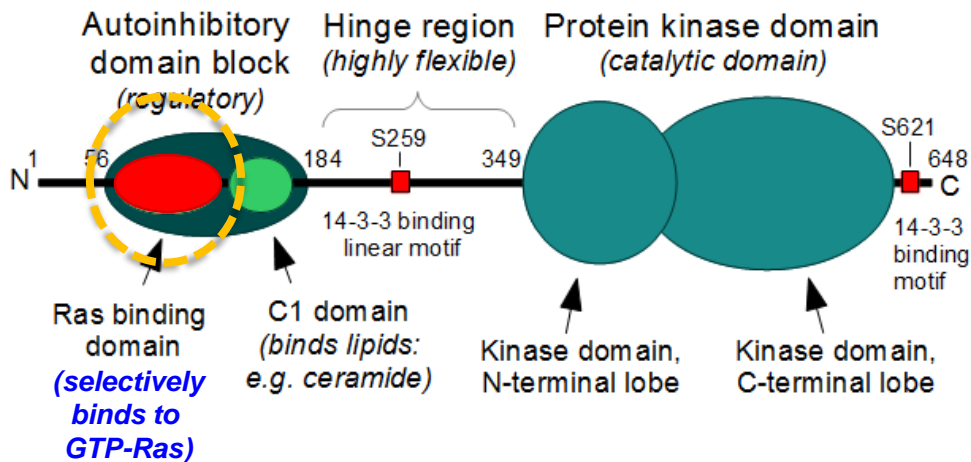 Autoinhibitory
domain block
(regulatory)
Hinge region
(highly flexible)
Protein kinase domain
(catalytic domain)
N
1
56
184
S259
349
S621
648
C
14-3-3 binding
linear motif
14-3-3
binding
motif
Ras binding
domain
(selectively
binds to
GTP-Ras)
C1 domain
(binds lipids:
e.g. ceramide)
Kinase domain,
N-terminal lobe
Kinase domain,
C-terminal lobe